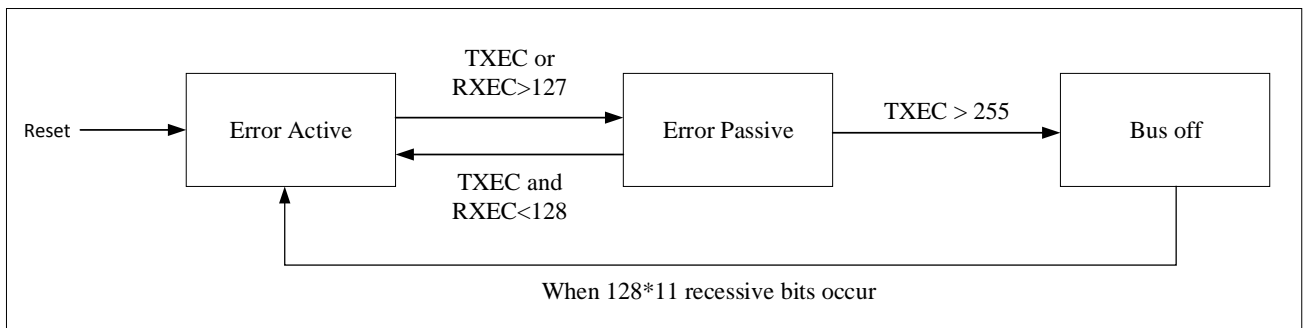 TXEC or
RXEC>127
Reset
Error Active
Error Passive
TXEC > 255
Bus off
TXEC and
RXEC<128
When 128*11 recessive bits occur